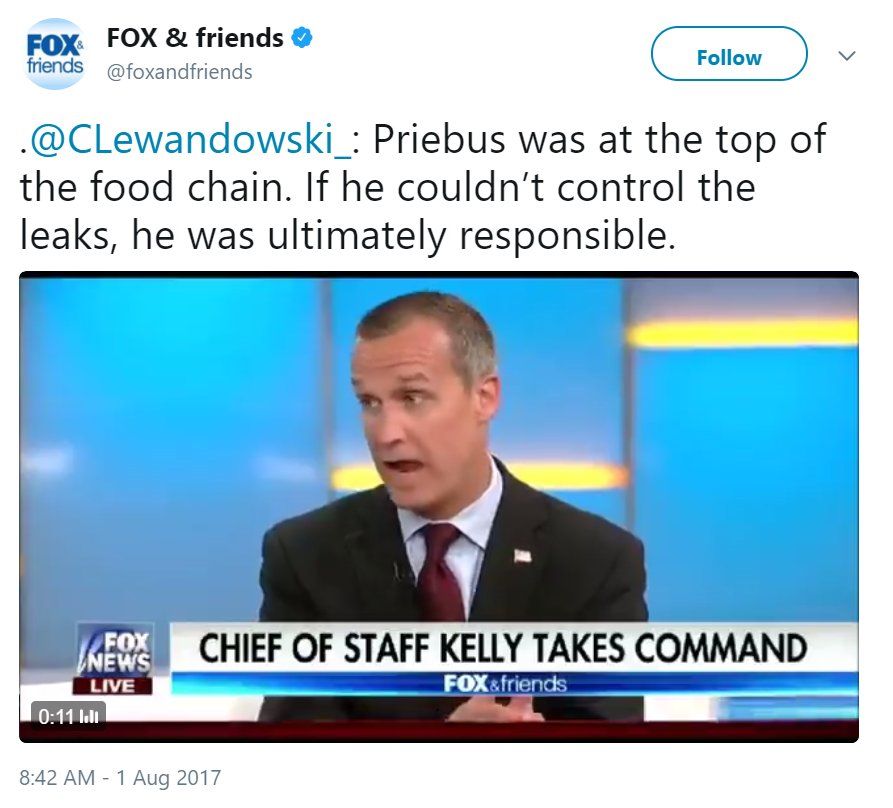 FOX&
friends
FOX & friends
@foxandfriends
Follow
.@CLewandowski_: Priebus was at the top of
the food chain. If he couldn’t control the
leaks, he was ultimately responsible.
FOX
NEWS
LIVE
CHIEF OF STAFF KELLY TAKES COMMAND
FOX&friends
0:11
8:42 AM - 1 Aug 2017